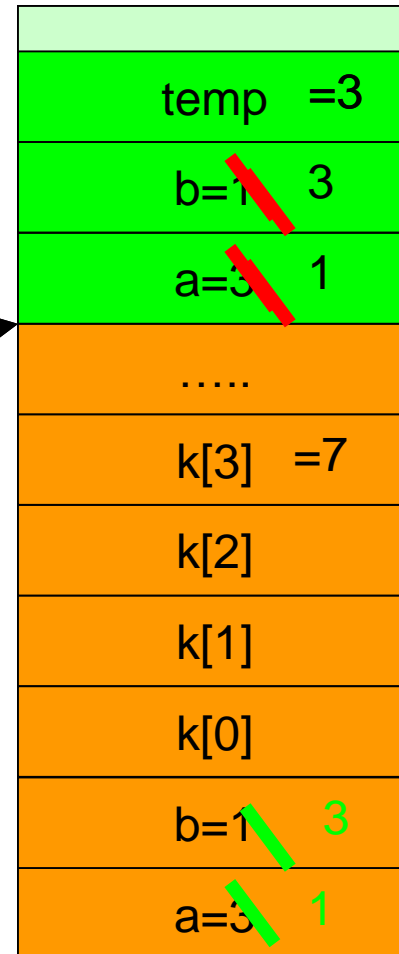 temp =3
b=1 3
a=3 1
…..
k[3] =7
k[2]
k[1]
k[0]
b=1 3
a=3 1